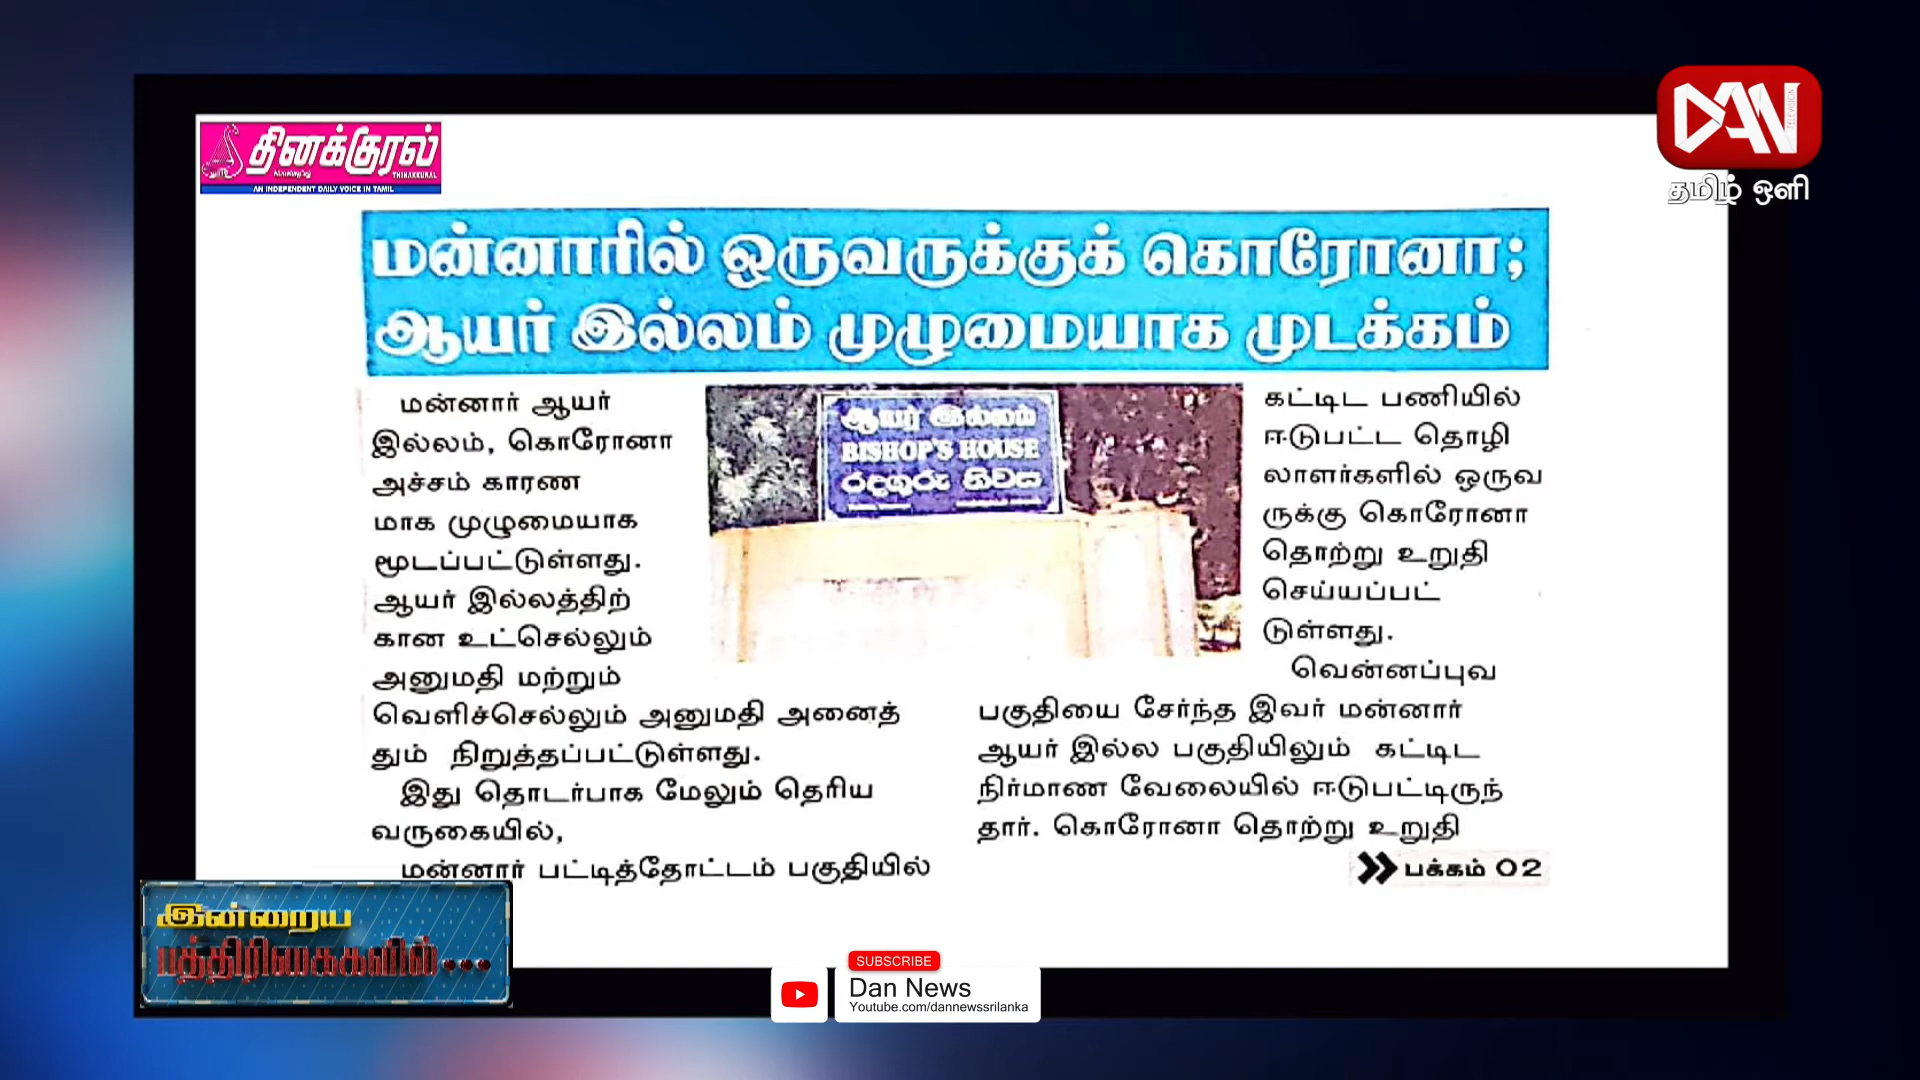 தினக்குரல்
THINAKKURAL
AN INDEPENDENT DAILY VOICE IN TAMIL
DAN
TELEVISION
தமிழ் ஒளி
மன்னாரில் ஒருவருக்குக் கொரோனா;
ஆயர் இல்லம் முழுமையாக முடக்கம்
மன்னார் ஆயர்
இல்லம், கொரோனா
அச்சம் காரண
மாக முழுமையாக
மூடப்பட்டுள்ளது.
ஆயர் இல்லத்திற்
கான உட்செல்லும்
அனுமதி மற்றும்
வெளிச்செல்லும் அனுமதி அனைத்
தும் நிறுத்தப்பட்டுள்ளது.
இது தொடர்பாக மேலும் தெரிய
வருகையில்,
மன்னார் பட்டித்தோட்டம் பகுதியில்
ஆயர் இல்லம்
BISHOP'S HOUSE
රදගුරු නිවස
கட்டிட பணியில்
ஈடுபட்ட தொழி
லாளர்களில் ஒருவ
ருக்கு கொரோனா
தொற்று உறுதி
செய்யப்பட்
டுள்ளது.
வென்னப்புவ
பகுதியை சேர்ந்த இவர் மன்னார்
ஆயர் இல்ல பகுதியிலும் கட்டிட
நிர்மாண வேலையில் ஈடுபட்டிருந்
தார். கொரோனா தொற்று உறுதி
பக்கம் 02
இன்றைய
பத்திரிகைகளில்...
SUBSCRIBE
Dan News
Youtube.com/dannewssrilanka